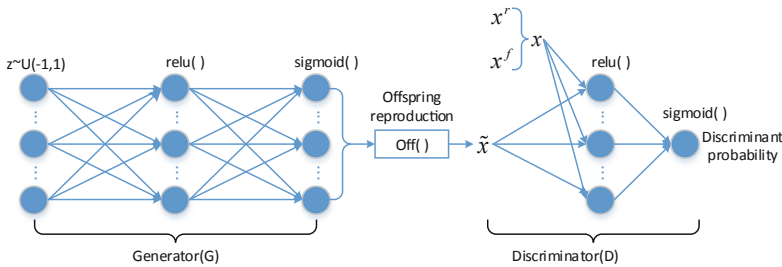 z~U(-1,1)
relu( )
sigmoid( )
Offspring
reproduction
Off( )
x^r
x^f
x
x̃
relu( )
sigmoid( )
Discriminant
probability
Generator(G)
Discriminator(D)